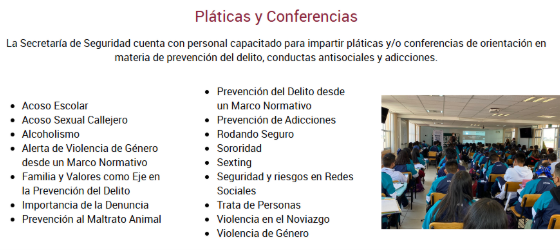 Pláticas y Conferencias
La Secretaría de Seguridad cuenta con personal capacitado para impartir pláticas y/o conferencias de orientación en
materia de prevención del delito, conductas antisociales y adicciones.
Acoso Escolar
Acoso Sexual Callejero
Alcoholismo
Alerta de Violencia de Género
desde un Marco Normativo
Familia y Valores como Eje en
la Prevención del Delito
Importancia de la Denuncia
Prevención al Maltrato Animal
Prevención del Delito desde
un Marco Normativo
Prevención de Adicciones
Rodando Seguro
Sororidad
Sexting
Seguridad y riesgos en Redes
Sociales
Trata de Personas
Violencia en el Noviazgo
Violencia de Género